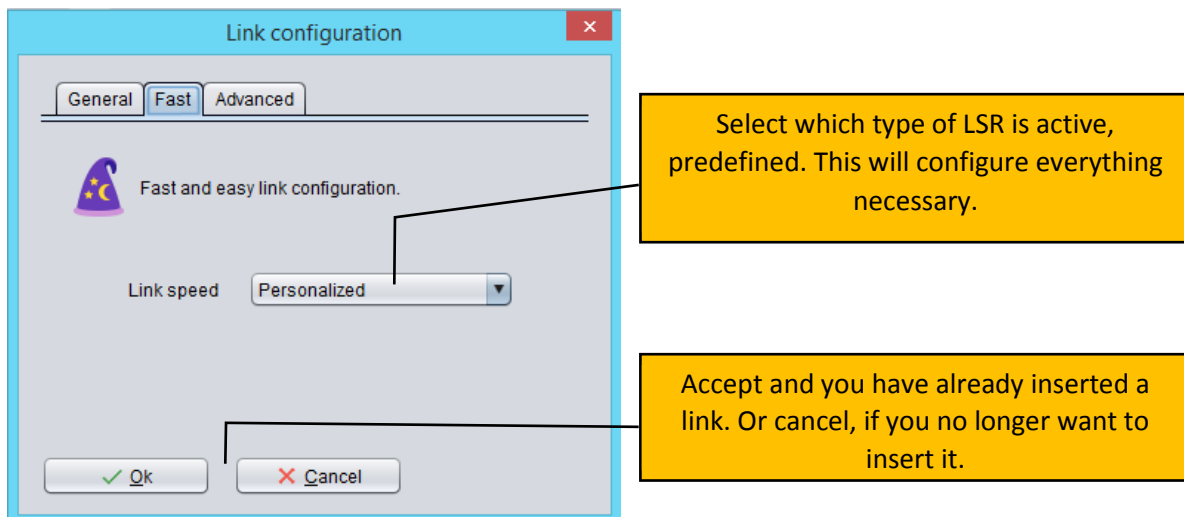 Link configuration
General Fast Advanced
Fast and easy link configuration.
Link speed Personalized
Ok Cancel
Select which type of LSR is active,
predefined. This will configure everything
necessary.
Accept and you have already inserted a
link. Or cancel, if you no longer want to
insert it.